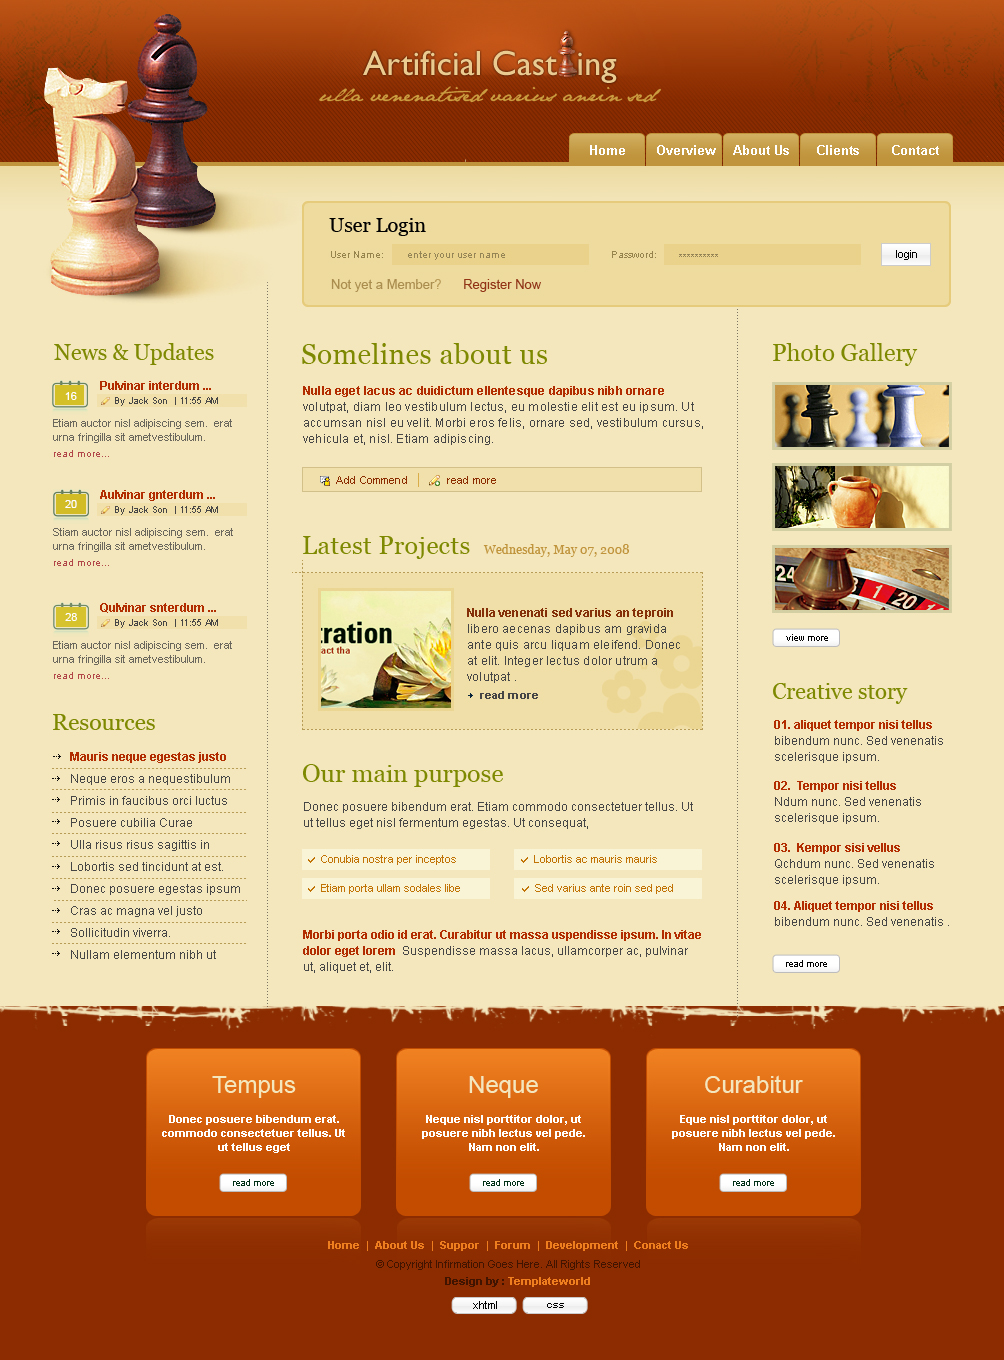 Artificial Casting
ulla venenatised varius anrin sed
Home
Overview
About Us
Clients
Contact
User Login
User Name:
enter your user name
Password:
**********
login
Not yet a Member?
Register Now
News & Updates
16
Pulvinar interdum ...
By Jack Son | 11:55 AM
Etiam auctor nisl adipiscing sem. erat
urna fringilla sit ametvestibulum.
read more...
20
Aulvinar gnterdum ...
By Jack Son | 11:55 AM
Stiam auctor nisl adipiscing sem. erat
urna fringilla sit ametvestibulum.
read more...
28
Qulvinar snterdum ...
By Jack Son | 11:55 AM
Etiam auctor nisl adipiscing sem. erat
urna fringilla sit ametvestibulum.
read more...
Resources
Mauris neque egestas justo
Neque eros a nequestibulum
Primis in faucibus orci luctus
Posuere cubilia Curae
Ulla risus risus sagittis in
Lobortis sed tincidunt at est.
Donec posuere egestas ipsum
Cras ac magna vel justo
Sollicitudin viverra.
Nullam elementum nibh ut
Somelines about us
Nulla eget lacus ac duidictum ellentesque dapibus nibh ornare
volutpat, diam leo vestibulum lectus, eu molestie elit est eu ipsum. Ut
accumsan nisl eu velit. Morbi eros felis, ornare sed, vestibulum cursus,
vehicula et, nisl. Etiam adipiscing.
Add Commend | read more
Latest Projects
Wednesday, May 07, 2008
tration
act tha
Nulla venenati sed varius an teproin
libero aecenas dapibus am gravida
ante quis arcu liquam eleifend. Donec
at elit. Integer lectus dolor utrum a
volutpat .
read more
Our main purpose
Donec posuere bibendum erat. Etiam commodo consectetuer tellus. Ut
ut tellus eget nisl fermentum egestas. Ut consequat,
Conubia nostra per inceptos
Lobortis ac mauris mauris
Etiam porta ullam sodales libe
Sed varius ante roin sed ped
Morbi porta odio id erat. Curabitur ut massa uspendisse ipsum. In vitae
dolor eget lorem Suspendisse massa lacus, ullamcorper ac, pulvinar
ut, aliquet et, elit.
Photo Gallery
1
20
view more
Creative story
01. aliquet tempor nisi tellus
bibendum nunc. Sed venenatis
scelerisque ipsum.
02. Tempor nisi tellus
Ndum nunc. Sed venenatis
scelerisque ipsum.
03. Kempor sisi vellus
Qchdum nunc. Sed venenatis
scelerisque ipsum.
04. Aliquet tempor nisi tellus
bibendum nunc. Sed venenatis .
read more
Tempus
Donec posuere bibendum erat.
commodo consectetuer tellus. Ut
ut tellus eget
read more
Neque
Neque nisl porttitor dolor, ut
posuere nibh lectus vel pede.
Nam non elit.
read more
Curabitur
Eque nisl porttitor dolor, ut
posuere nibh lectus vel pede.
Nam non elit.
read more
Home | About Us | Suppor | Forum | Development | Conact Us
© Copyright Infirmation Goes Here. All Rights Reserved
Design by : Templateworld
xhtml
css